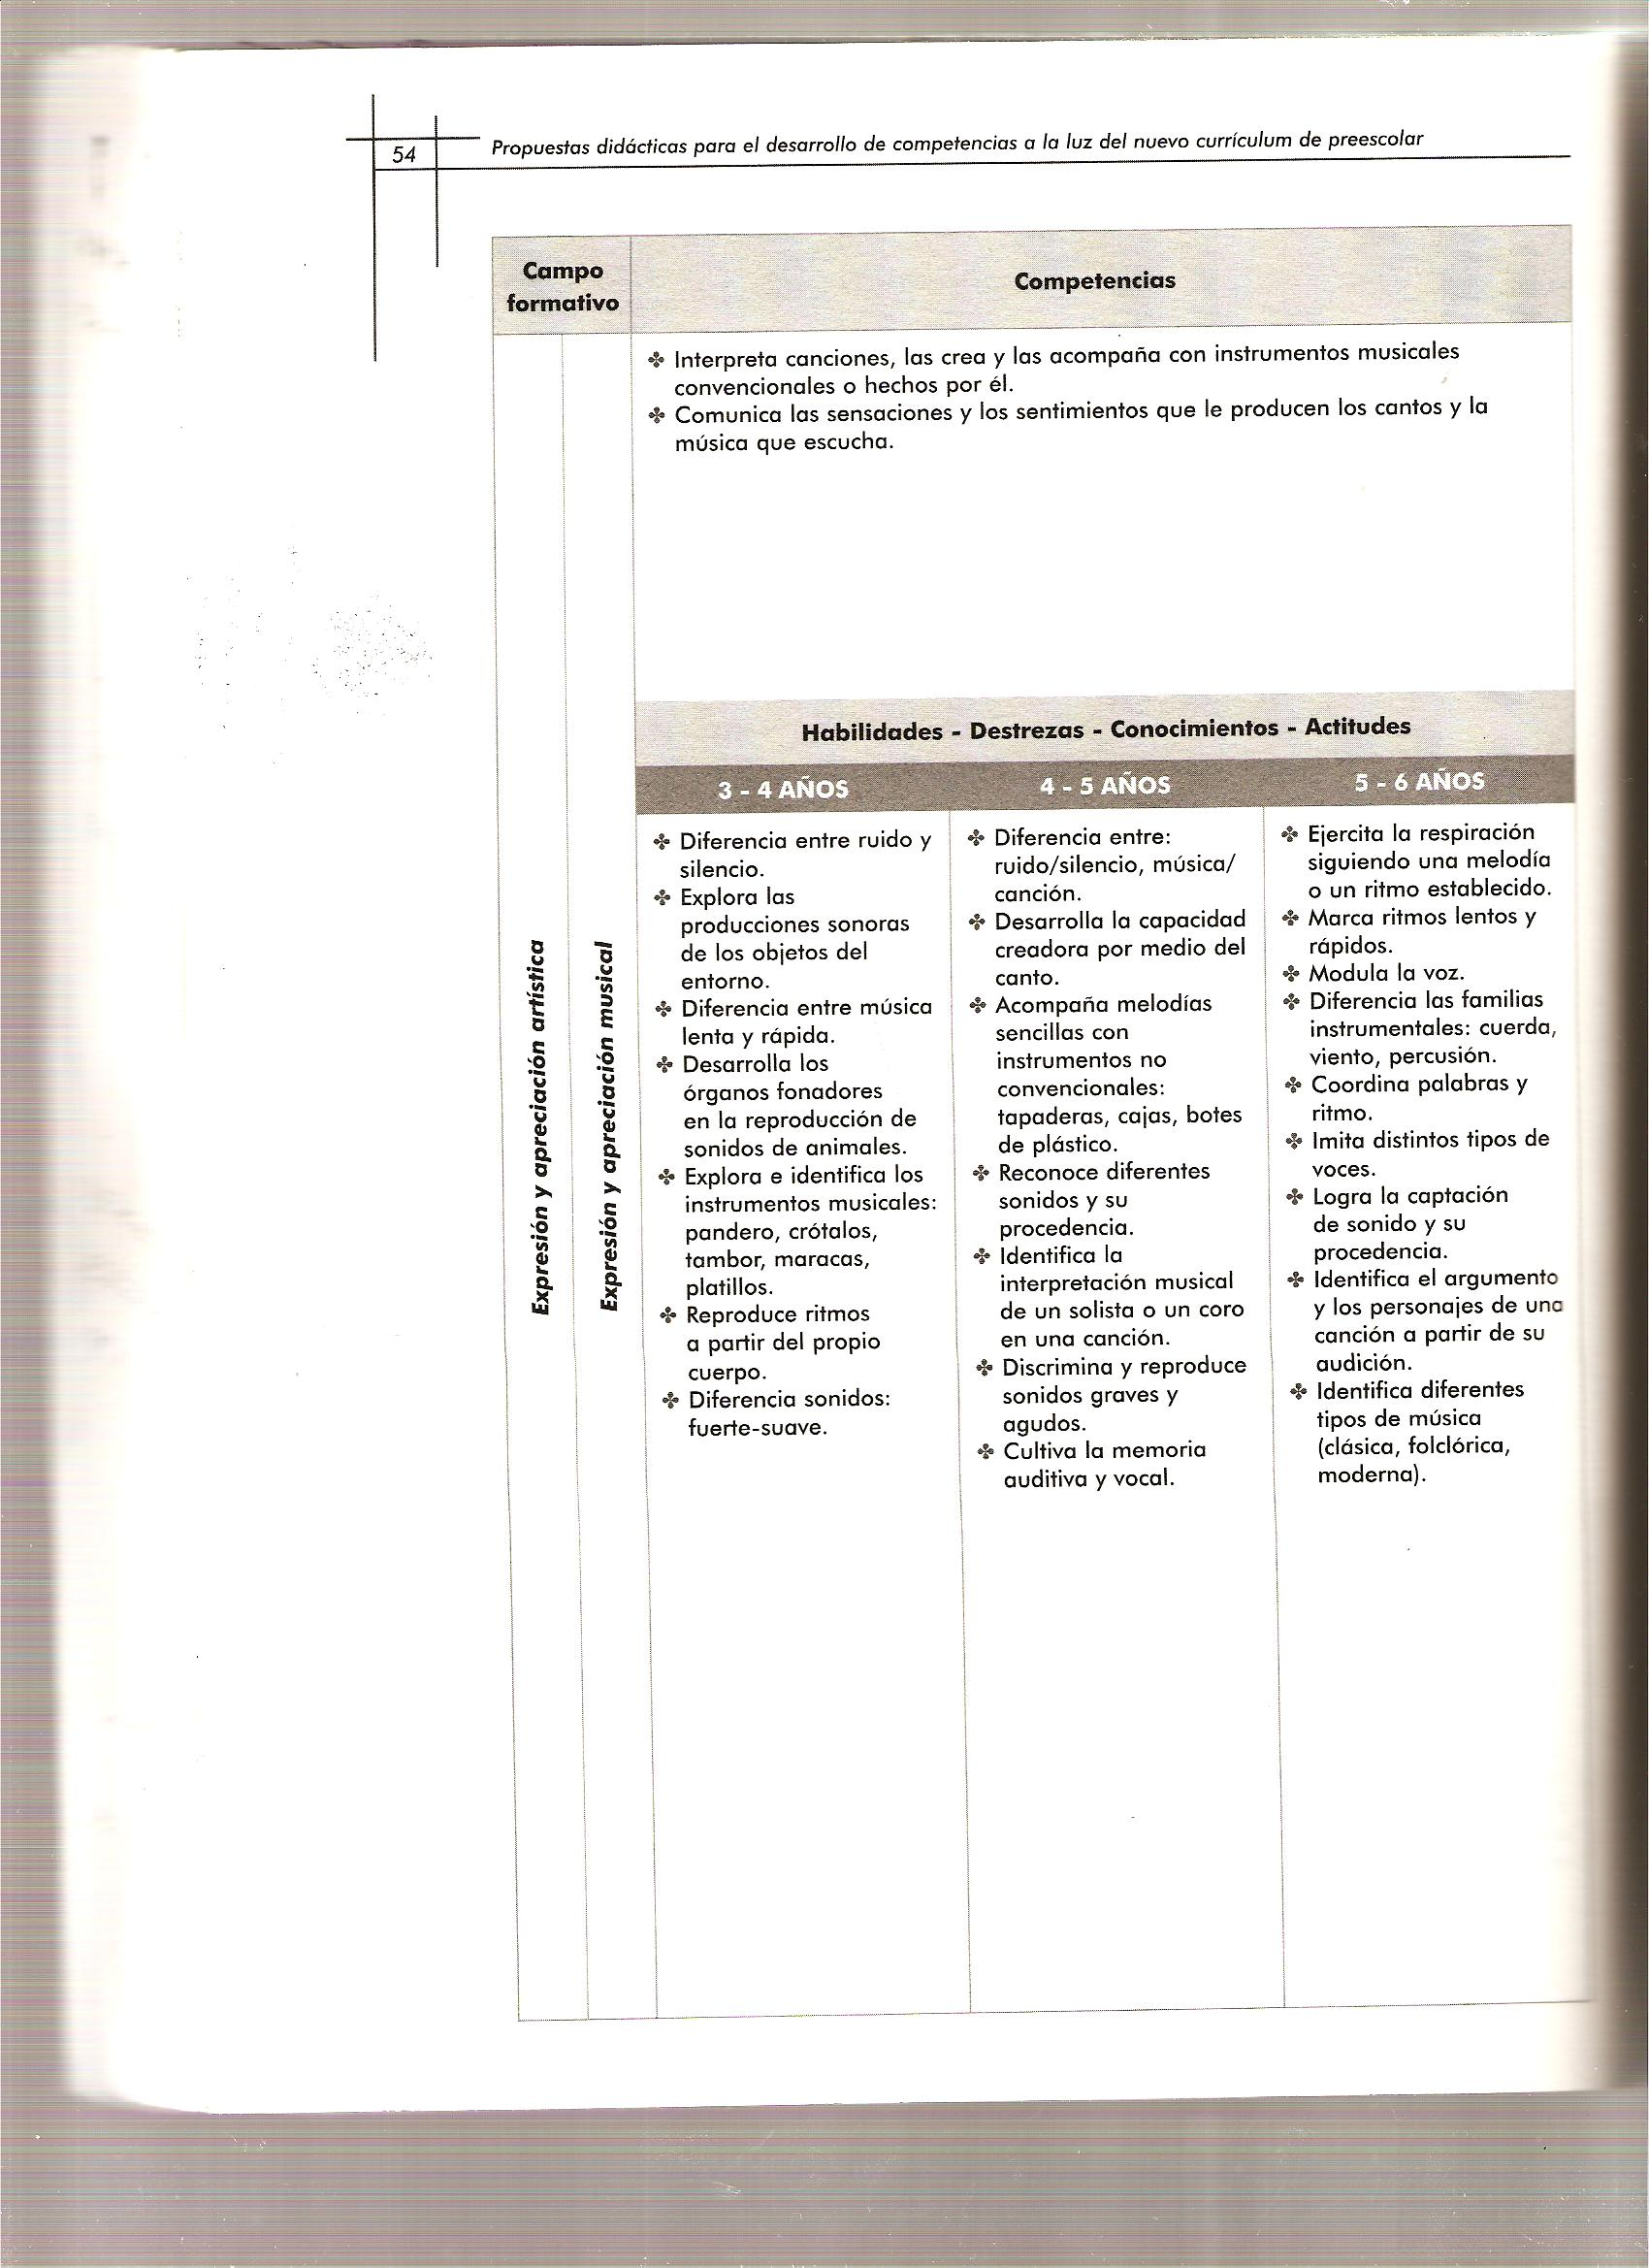 54
Propuestas didácticas para el desarrollo de competencias a la luz del nuevo currículum de preescolar
Campo
formativo
Competencias
Interpreta canciones, las crea y las acompaña con instrumentos musicales
convencionales o hechos por él.
Comunica las sensaciones y los sentimientos que le producen los cantos y la
música que escucha.
Expresión y apreciación artística
Expresión y apreciación musical
Habilidades - Destrezas - Conocimientos - Actitudes
3 - 4 AÑOS
Diferencia entre ruido y
silencio.
Explora las
producciones sonoras
de los objetos del
entorno.
Diferencia entre música
lenta y rápida.
Desarrolla los
órganos fonadores
en la reproducción de
sonidos de animales.
Explora e identifica los
instrumentos musicales:
pandero, crótalos,
tambor, maracas,
platillos.
Reproduce ritmos
a partir del propio
cuerpo.
Diferencia sonidos:
fuerte-suave.
4 - 5 AÑOS
Diferencia entre:
ruido/silencio, música/
canción.
Desarrolla la capacidad
creadora por medio del
canto.
Acompaña melodías
sencillas con
instrumentos no
convencionales:
tapaderas, cajas, botes
de plástico.
Reconoce diferentes
sonidos y su
procedencia.
Identifica la
interpretación musical
de un solista o un coro
en una canción.
Discrimina y reproduce
sonidos graves y
agudos.
Cultiva la memoria
auditiva y vocal.
5 - 6 AÑOS
Ejercita la respiración
siguiendo una melodía
o un ritmo establecido.
Marca ritmos lentos y
rápidos.
Modula la voz.
Diferencia las familias
instrumentales: cuerda,
viento, percusión.
Coordina palabras y
ritmo.
Imita distintos tipos de
voces.
Logra la captación
de sonido y su
procedencia.
Identifica el argumento
y los personajes de una
canción a partir de su
audición.
Identifica diferentes
tipos de música
(clásica, folclórica,
moderna).